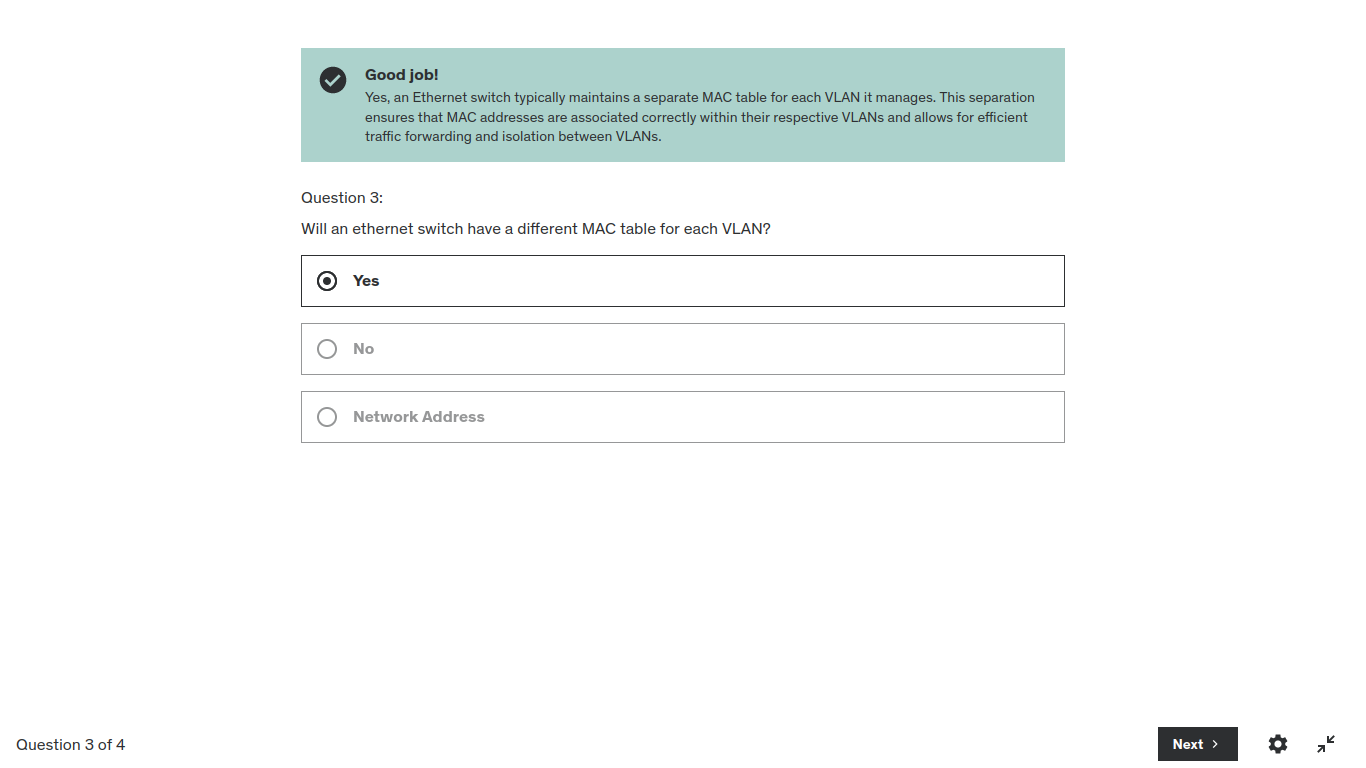 Good job!
Yes, an Ethernet switch typically maintains a separate MAC table for each VLAN it manages. This separation
ensures that MAC addresses are associated correctly within their respective VLANs and allows for efficient
traffic forwarding and isolation between VLANs.
Question 3:
Will an ethernet switch have a different MAC table for each VLAN?
Yes
No
Network Address
Question 3 of 4
Next